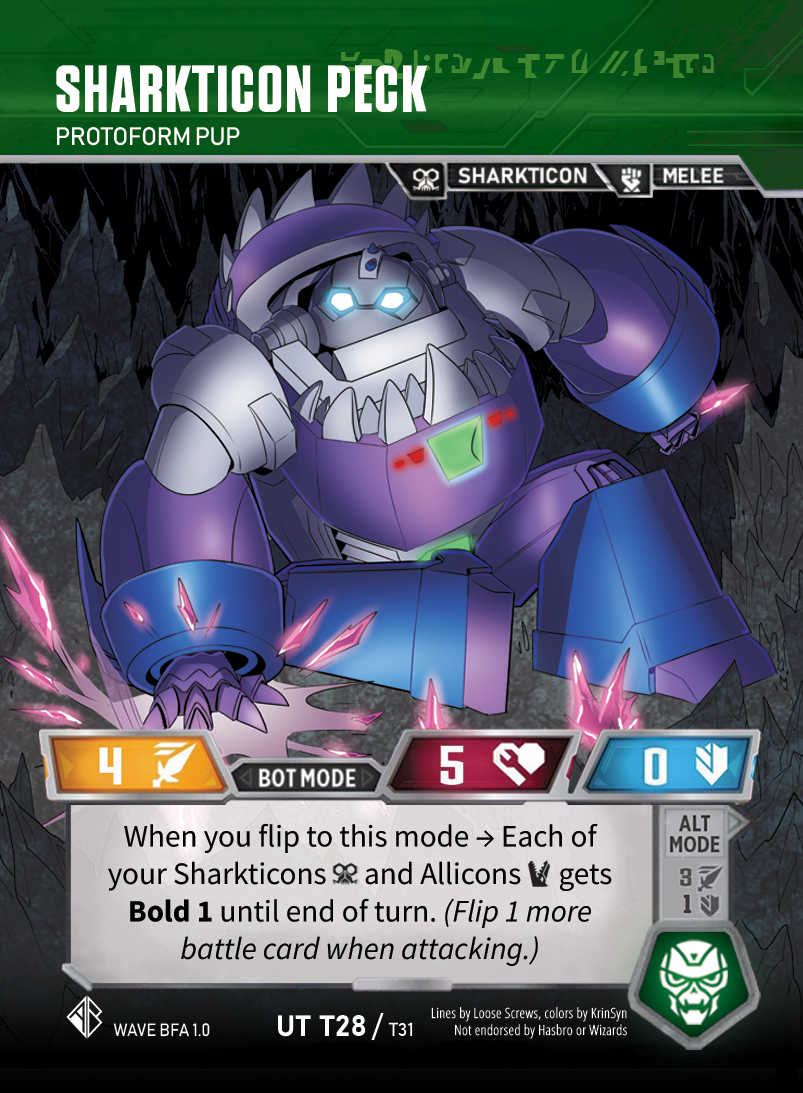 SHARKTICON PECK
PROTOFORM PUP
SHARKTICON MELEE
4 BOT MODE 5 0
When you flip to this mode → Each of
your Sharkticons and Allicons gets
Bold 1 until end of turn. (Flip 1 more
battle card when attacking.)
ALT
MODE
3
1
WAVE BFA 1.0
UT T28 / T31
Lines by Loose Screws, colors by KrinSyn
Not endorsed by Hasbro or Wizards